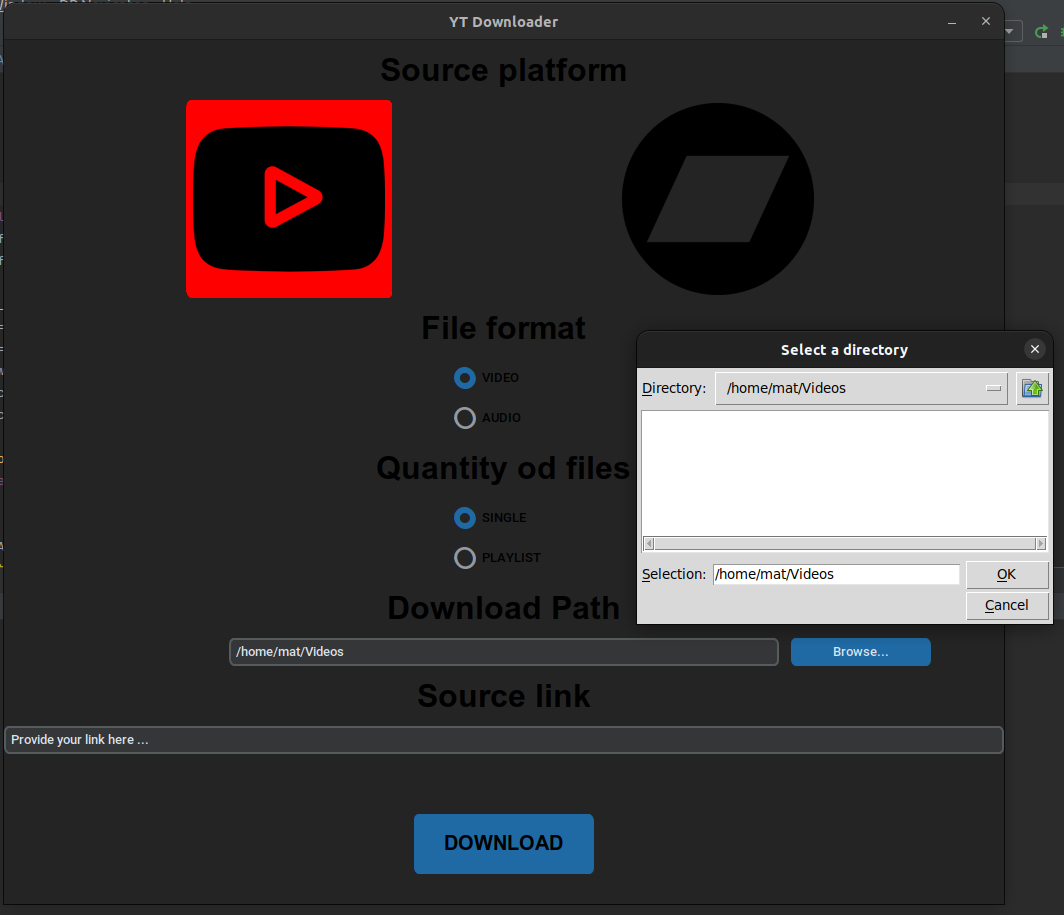 YT Downloader
Source platform
File format
VIDEO
AUDIO
Quantity od files
SINGLE
PLAYLIST
Download Path
/home/mat/Videos
Browse...
Source link
Provide your link here ...
DOWNLOAD
Select a directory
Directory: /home/mat/Videos
Selection: /home/mat/Videos
OK
Cancel